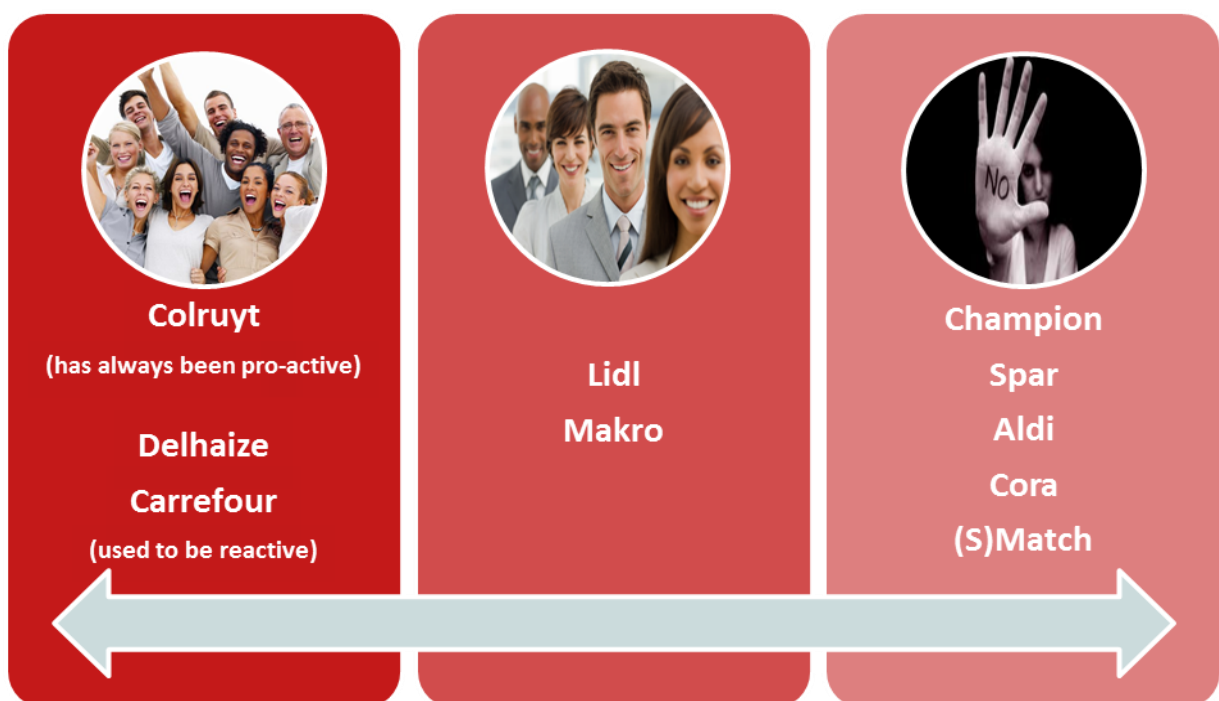 Colruyt
(has always been pro-active)
Delhaize
Carrefour
(used to be reactive)
Lidl
Makro
NO
Champion
Spar
Aldi
Cora
(S)Match